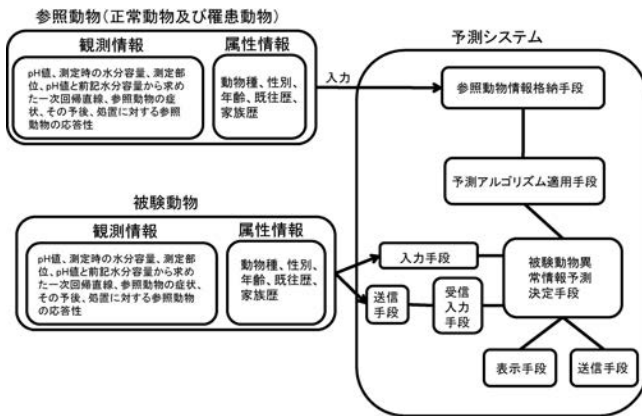 参照動物(正常動物及び罹患動物)
観測情報
pH値、測定時の水分容量、測定部
位、pH値と前記水分容量から求め
た一次回帰直線、参照動物の症
状、その予後、処置に対する参照
動物の応答性
属性情報
動物種、性別、
年齢、既往歴、
家族歴
入力
予測システム
参照動物情報格納手段
予測アルゴリズム適用手段
被験動物
観測情報
pH値、測定時の水分容量、測定部
位、pH値と前記水分容量から求め
た一次回帰直線、参照動物の症状、
その予後、処置に対する参照動物
の応答性
属性情報
動物種、性別、
年齢、既往歴、
家族歴
入力手段
送信
手段
受信
入力
手段
被験動物異
常情報予測
決定手段
表示手段
送信手段